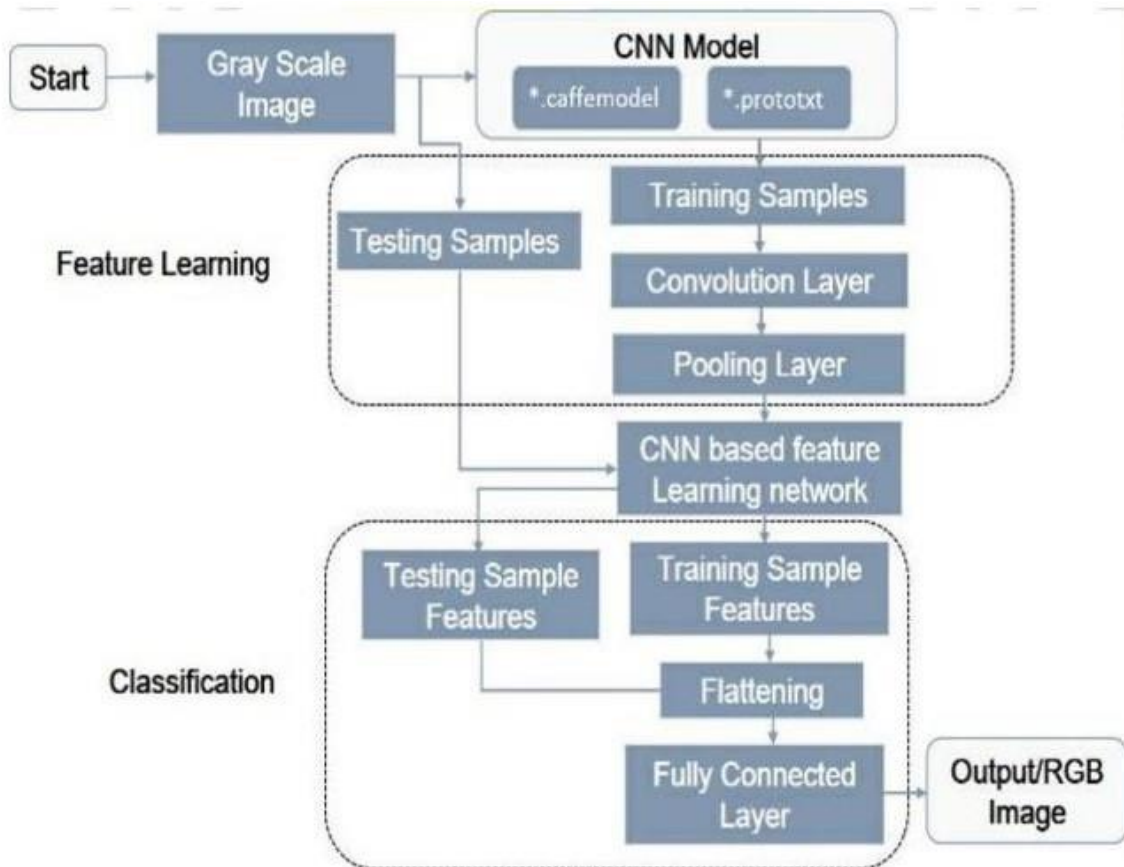 Start
Gray Scale
Image
CNN Model
*.caffemodel
*.prototxt
Feature Learning
Testing Samples
Training Samples
Convolution Layer
Pooling Layer
CNN based feature
Learning network
Classification
Testing Sample
Features
Training Sample
Features
Flattening
Fully Connected
Layer
Output/RGB
Image